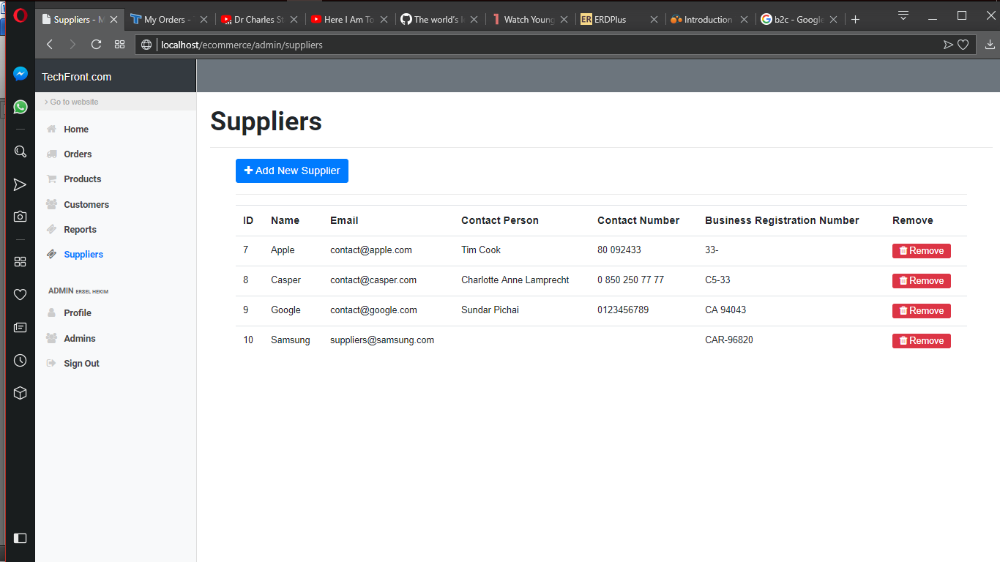 Suppliers - M
My Orders -
Dr Charles St
Here I Am To
The world's l
Watch Young
ER ERDPlus
Introduction
b2c - Google
localhost/ecommerce/admin/suppliers
TechFront.com
> Go to website
Home
Orders
Products
Customers
Reports
Suppliers
ADMIN ERSEL HEKIM
Profile
Admins
Sign Out
Suppliers
Add New Supplier
ID Name Email Contact Person Contact Number Business Registration Number Remove
7 Apple contact@apple.com Tim Cook 80 092433 33- Remove
8 Casper contact@casper.com Charlotte Anne Lamprecht 0 850 250 77 77 C5-33 Remove
9 Google contact@google.com Sundar Pichai 0123456789 CA 94043 Remove
10 Samsung suppliers@samsung.com CAR-96820 Remove